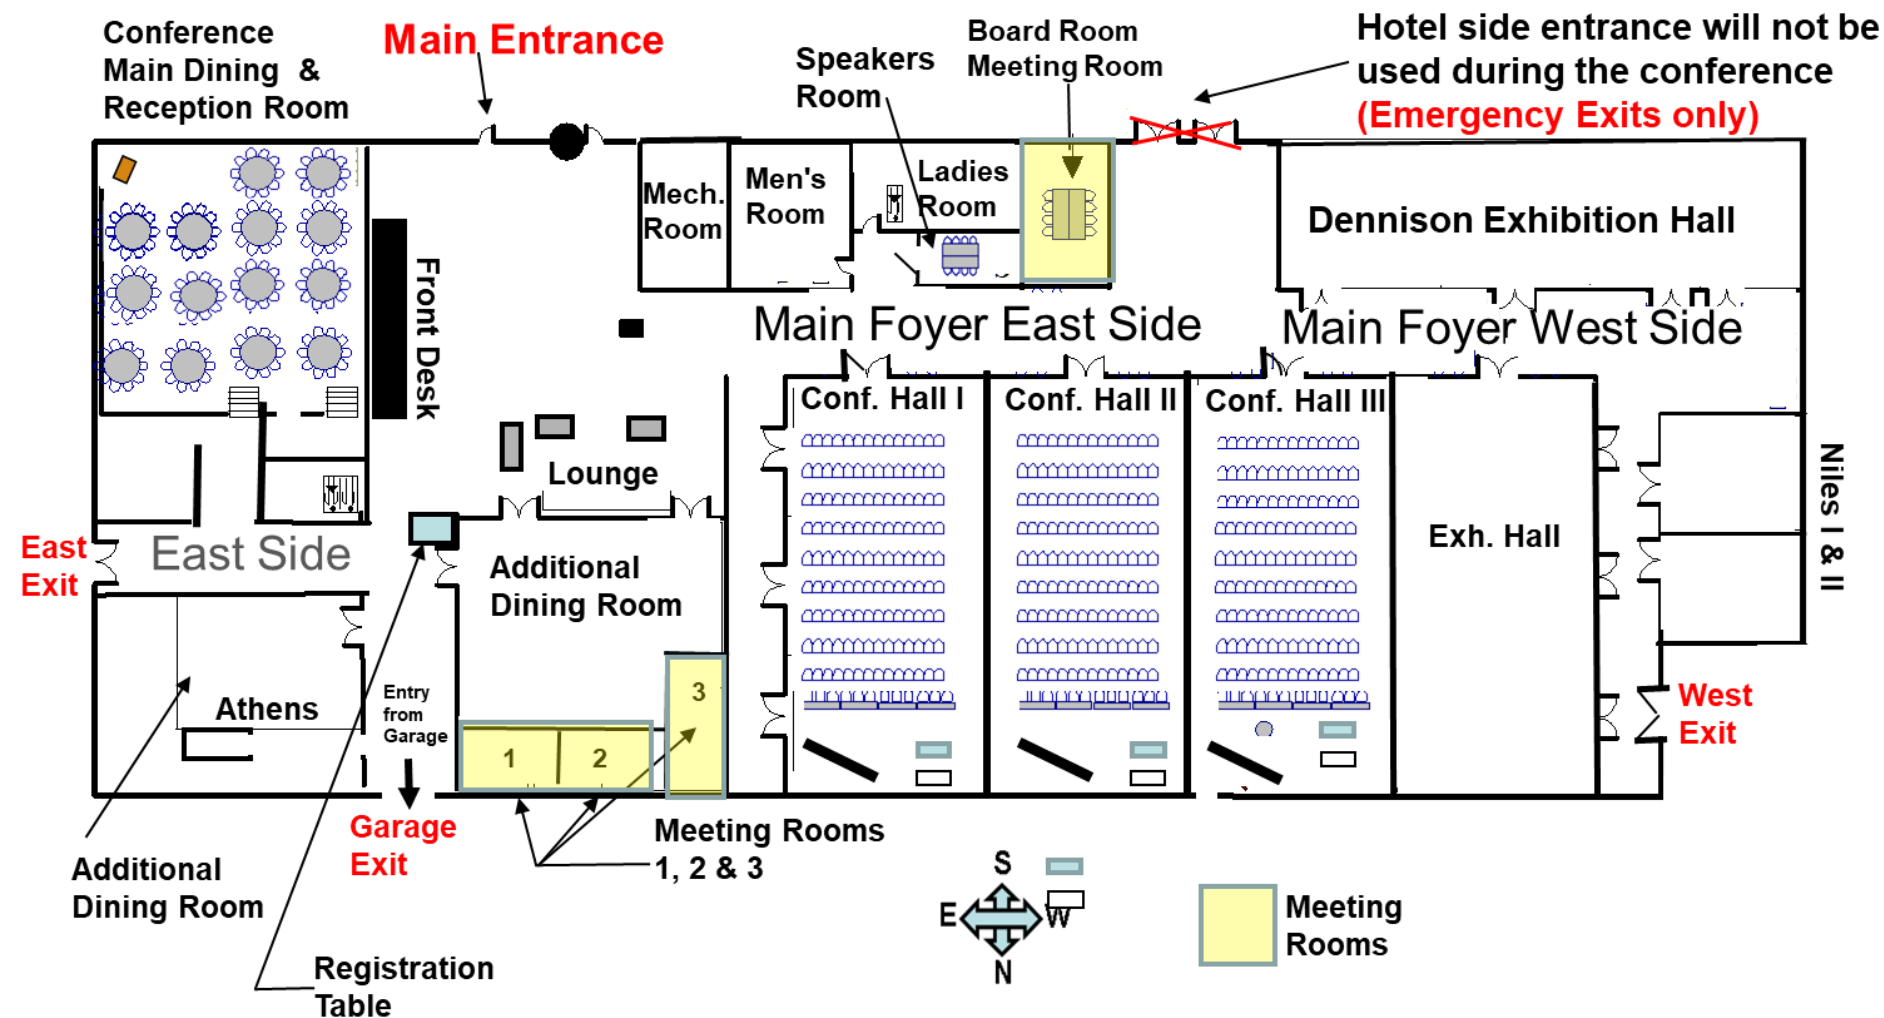 Conference
Main Dining &
Reception Room
Main Entrance
Speakers
Room
Board Room
Meeting Room
Hotel side entrance will not be
used during the conference
(Emergency Exits only)
Mech.
Room
Men's
Room
Ladies
Room
Dennison Exhibition Hall
Front Desk
Main Foyer East Side
Main Foyer West Side
Conf. Hall I
Conf. Hall II
Conf. Hall III
Lounge
Exh. Hall
Niles I & II
East
Exit
East Side
Additional
Dining Room
Athens
Entry
from
Garage
1
2
3
West
Exit
Garage
Exit
Meeting Rooms
1, 2 & 3
Additional
Dining Room
Registration
Table
S
E
W
N
Meeting
Rooms